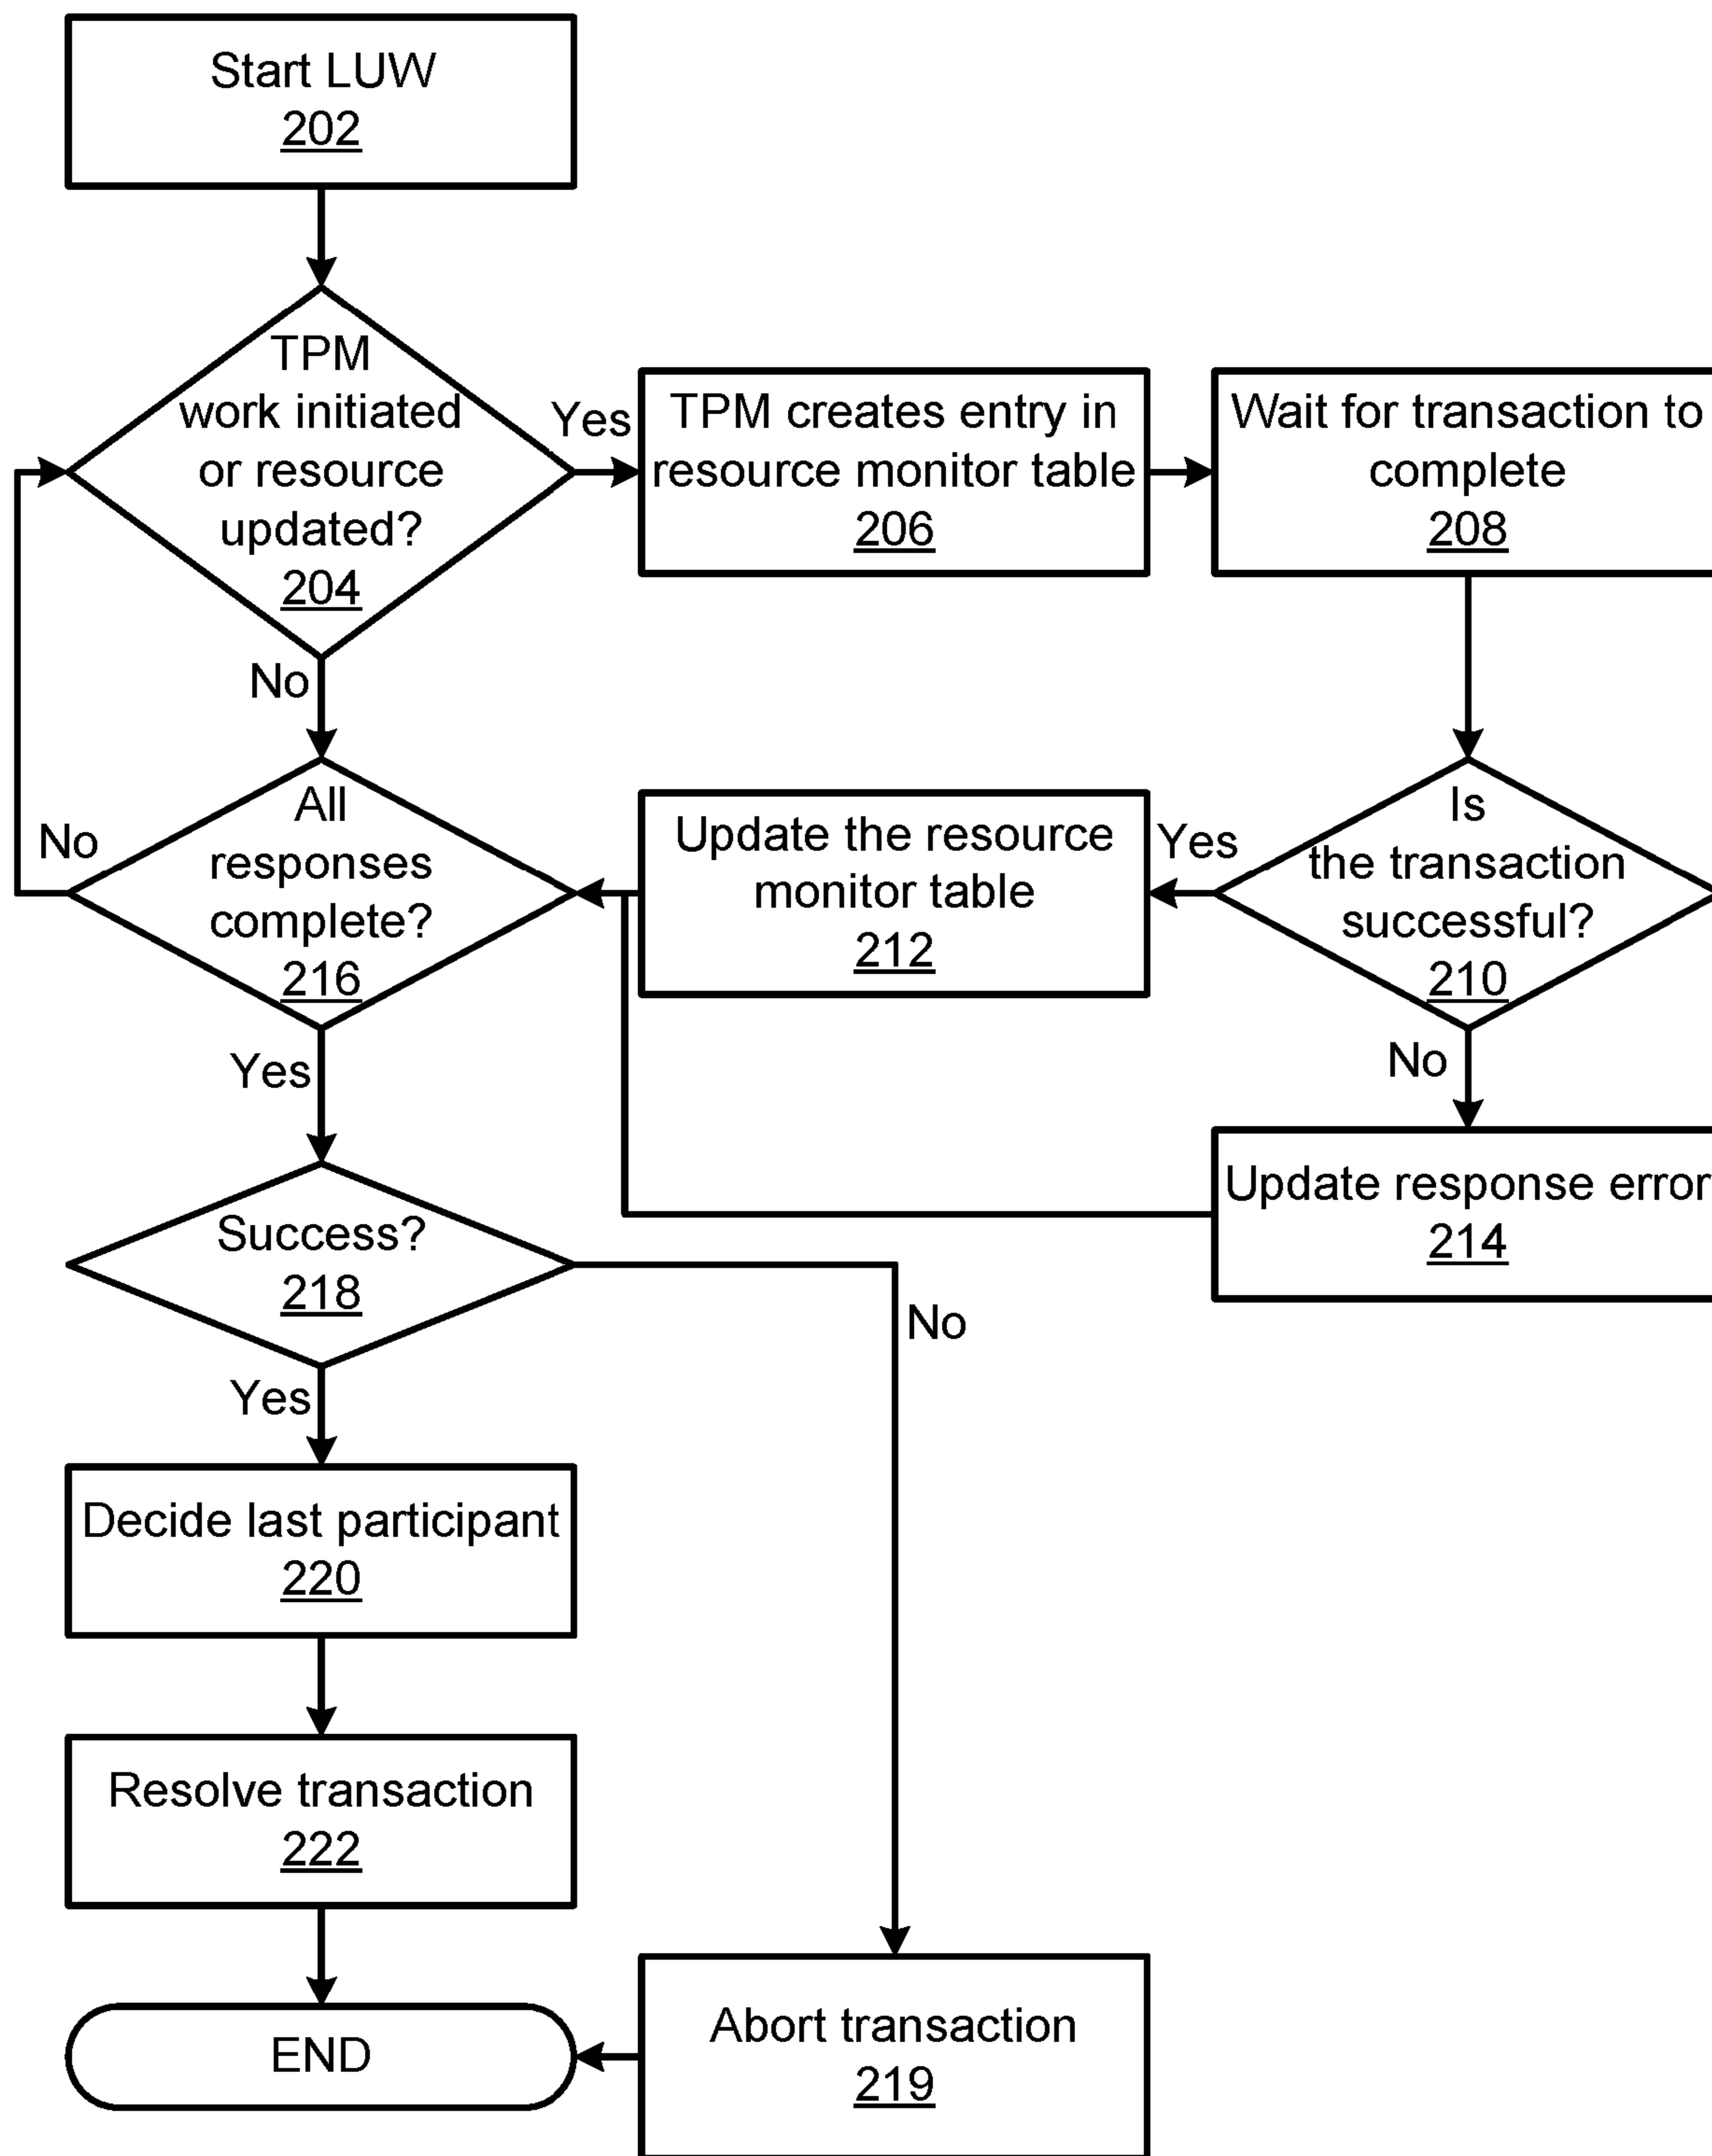 Start LUW
202
TPM
work initiated
or resource
updated?
204
Yes
TPM creates entry in
resource monitor table
206
Wait for transaction to
complete
208
No
All
responses
complete?
216
No
Update the resource
monitor table
212
Yes
Is
the transaction
successful?
210
Yes
No
Update response error
214
Success?
218
No
Yes
Decide last participant
220
Resolve transaction
222
END
Abort transaction
219